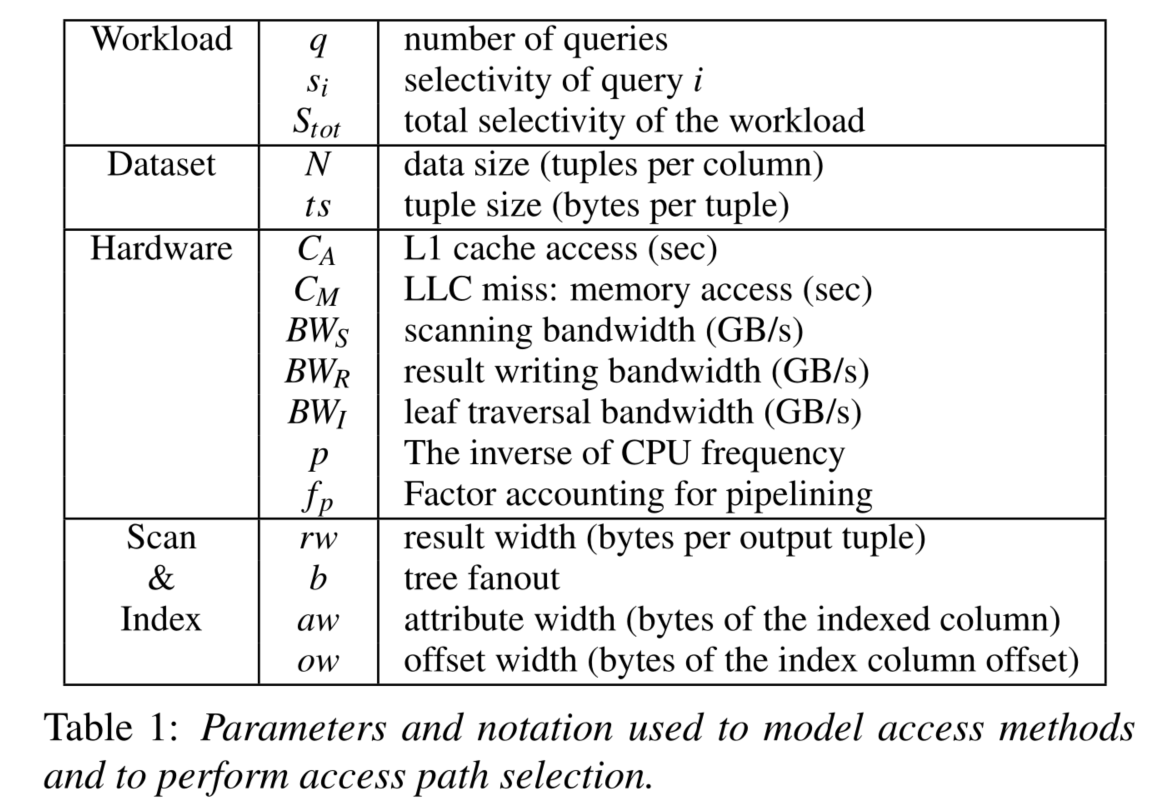 Workload q number of queries
s_i selectivity of query i
S_tot total selectivity of the workload
Dataset N data size (tuples per column)
ts tuple size (bytes per tuple)
Hardware C_A L1 cache access (sec)
C_M LLC miss: memory access (sec)
BW_S scanning bandwidth (GB/s)
BW_R result writing bandwidth (GB/s)
BW_I leaf traversal bandwidth (GB/s)
p The inverse of CPU frequency
f_p Factor accounting for pipelining
Scan rw result width (bytes per output tuple)
& b tree fanout
Index aw attribute width (bytes of the indexed column)
ow offset width (bytes of the index column offset)
Table 1: Parameters and notation used to model access methods
and to perform access path selection.